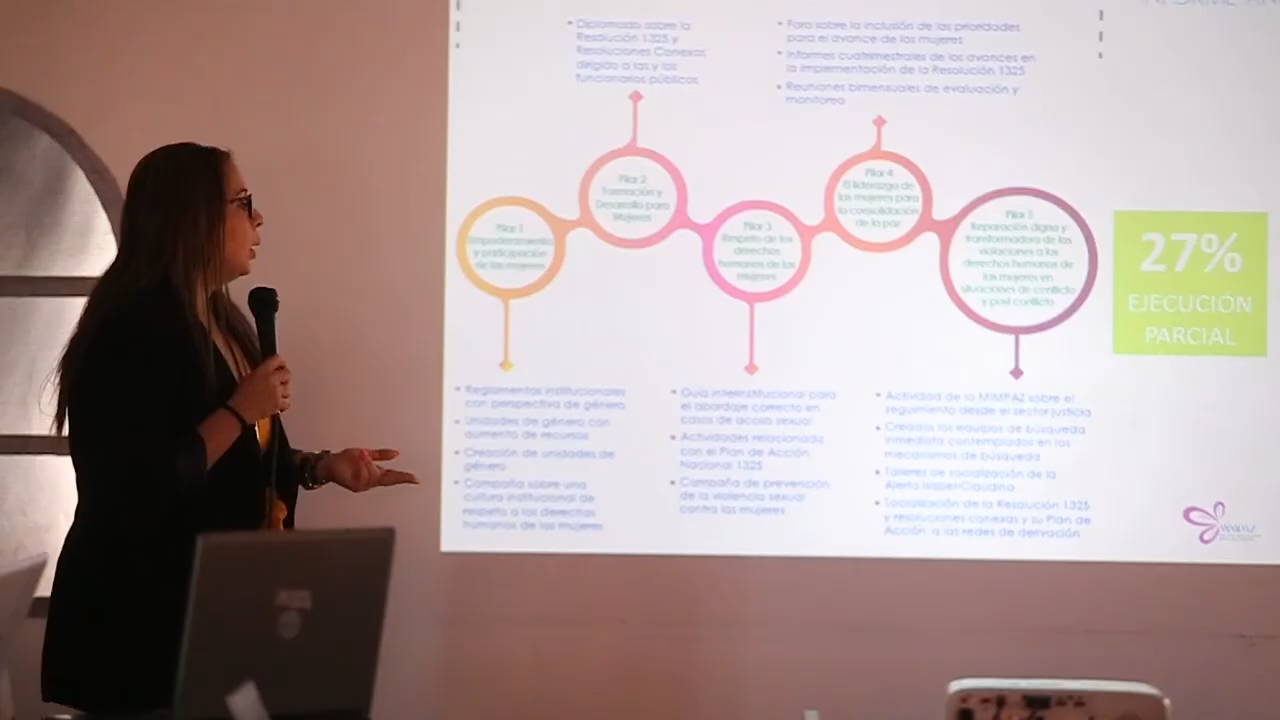 • Diplomado sobre la
Resolución 1325 y
Resoluciones Conexas
dirigido a las y los
funcionarios públicos
• Foro sobre la inclusión de las prioridades
para el avance de las mujeres
• Informes cuatrimestrales de los avances en
la implementación de la Resolución 1325
• Reuniones bimensuales de evaluación y
monitoreo
Pilar 1
Empoderamiento
y participación
de las mujeres
Pilar 2
Formación y
Desarrollo para
Mujeres
Pilar 3
Respeto de los
derechos
humanos de las
mujeres
Pilar 4
El liderazgo de
las mujeres para
la consolidación
de la paz
Pilar 5
Reparación digna y
transformadora de las
violaciones a los
derechos humanos de
las mujeres en
situaciones de conflicto
y post conflicto
27%
EJECUCIÓN
PARCIAL
• Reglamentos institucionales
con perspectiva de género
• Unidades de género con
aumento de recursos
• Creación de unidades de
género
• Campaña sobre una
cultura institucional de
respeto a los derechos
humanos de las mujeres
• Guía interinstitucional para
el abordaje correcto en
casos de acoso sexual
• Actividades relacionada
con el Plan de Acción
Nacional 1325
• Campaña de prevención
de la violencia sexual
contra las mujeres
• Actividad de la MIMPAZ sobre el
seguimiento desde el sector justicia
• Creados los equipos de búsqueda
inmediata contemplados en los
mecanismos de búsqueda
• Talleres de socialización de la
Alerta Isabel-Claudina
• Socialización de la Resolución 1325
y resoluciones conexas y su Plan de
Acción a las redes de derivación